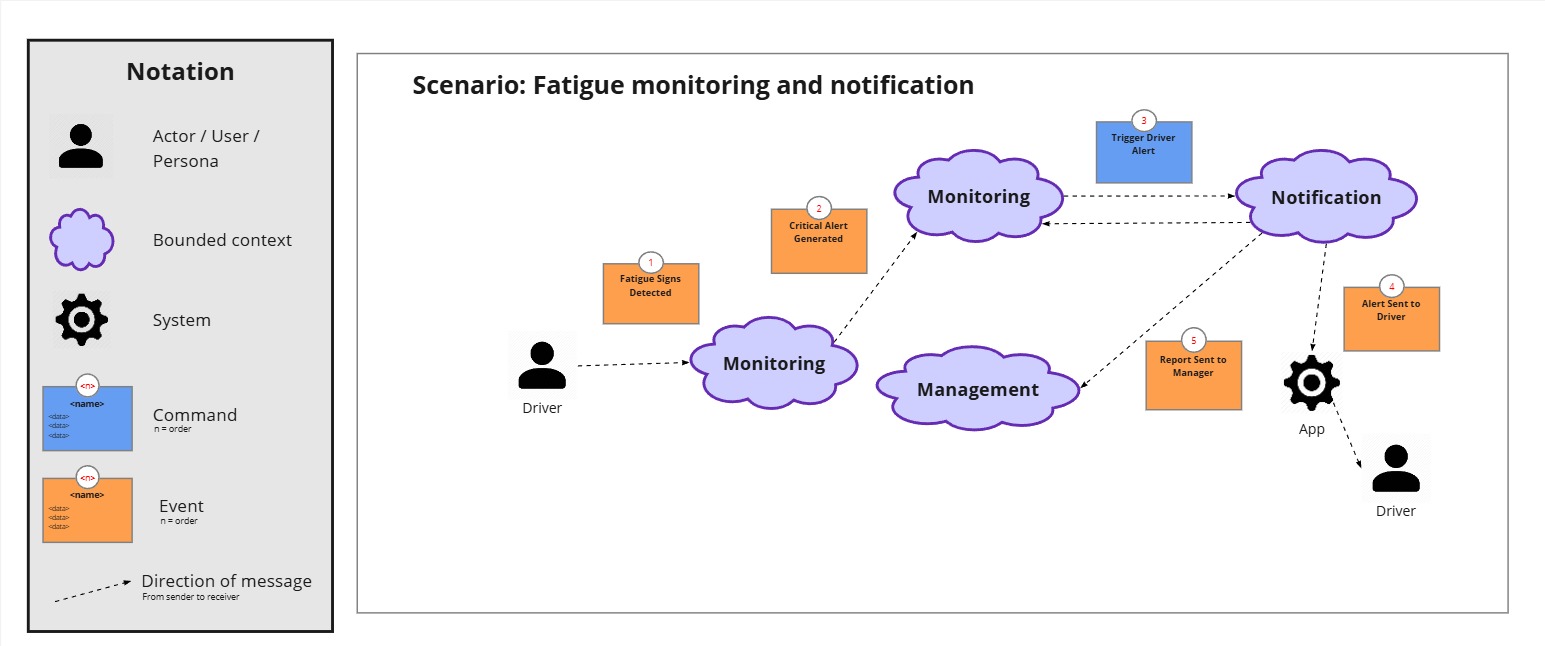 Notation
Actor / User /
Persona
Bounded context
System
<n>
<name>
<data>
<data>
<data>
Command
n = order
<n>
<name>
<data>
<data>
<data>
Event
n = order
Direction of message
From sender to receiver
Scenario: Fatigue monitoring and notification
3
Trigger Driver
Alert
Monitoring
Notification
2
Critical Alert
Generated
1
Fatigue Signs
Detected
4
Alert Sent to
Driver
5
Report Sent to
Manager
Monitoring
Management
Driver
App
Driver